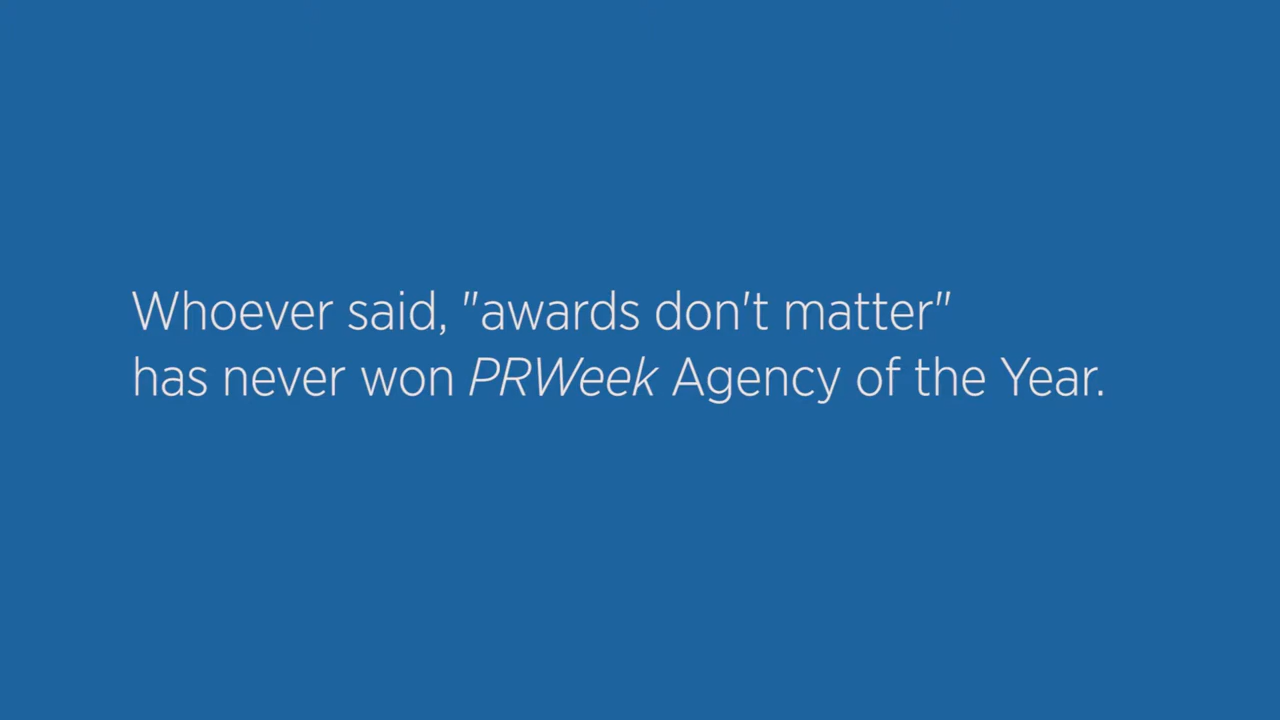 Whoever said, "awards don't matter"
has never won PRWeek Agency of the Year.